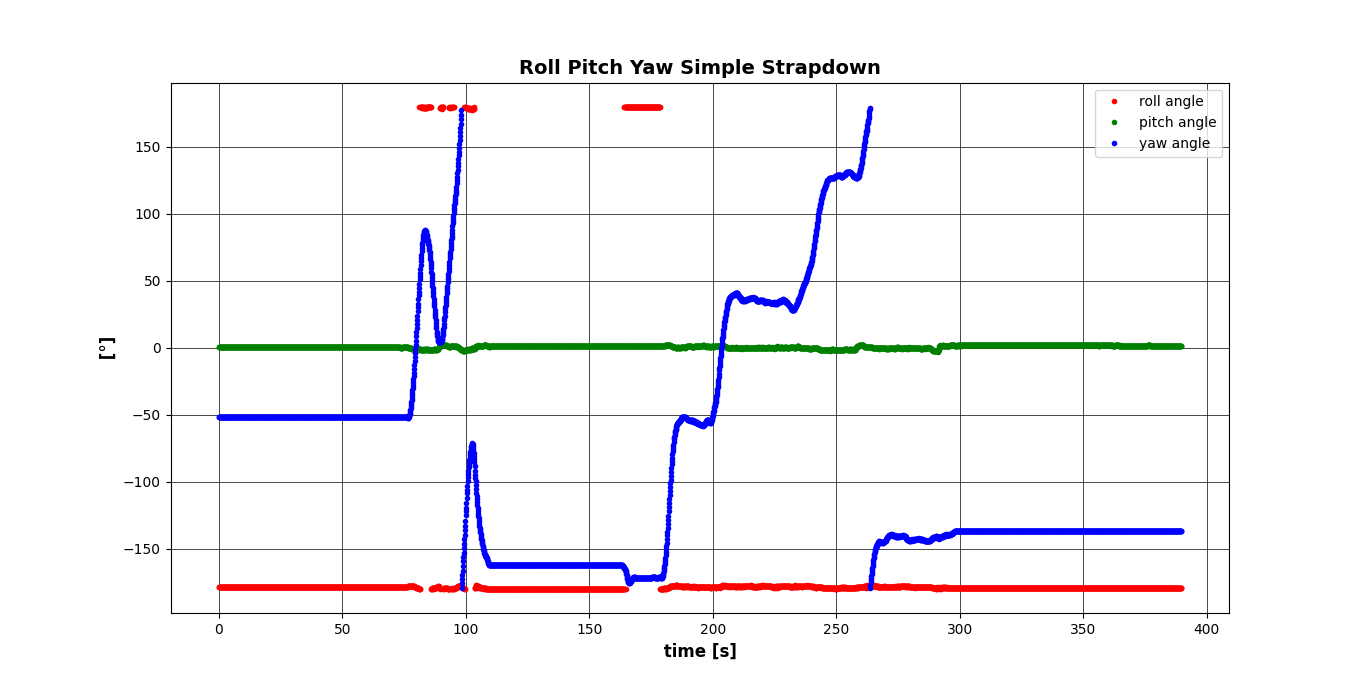 Roll Pitch Yaw Simple Strapdown
roll angle
pitch angle
yaw angle
150
100
50
0
−50
−100
−150
[°]
0 50 100 150 200 250 300 350 400
time [s]